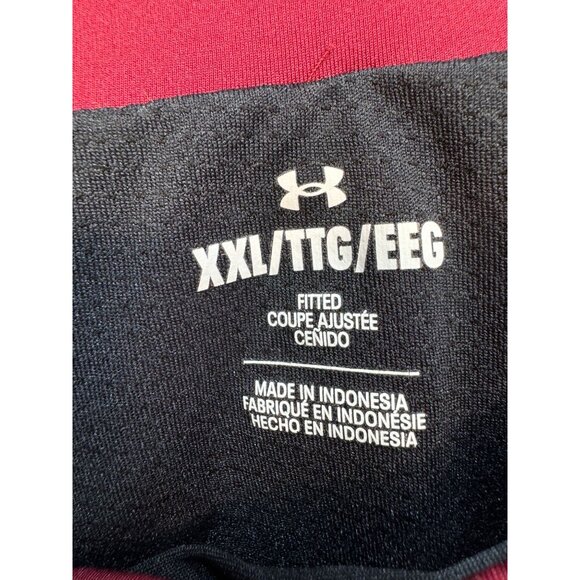 XXL/TTG/EEG
FITTED
COUPE AJUSTÉE
CEÑIDO
MADE IN INDONESIA
FABRIQUÉ EN INDONÉSIE
HECHO EN INDONESIA